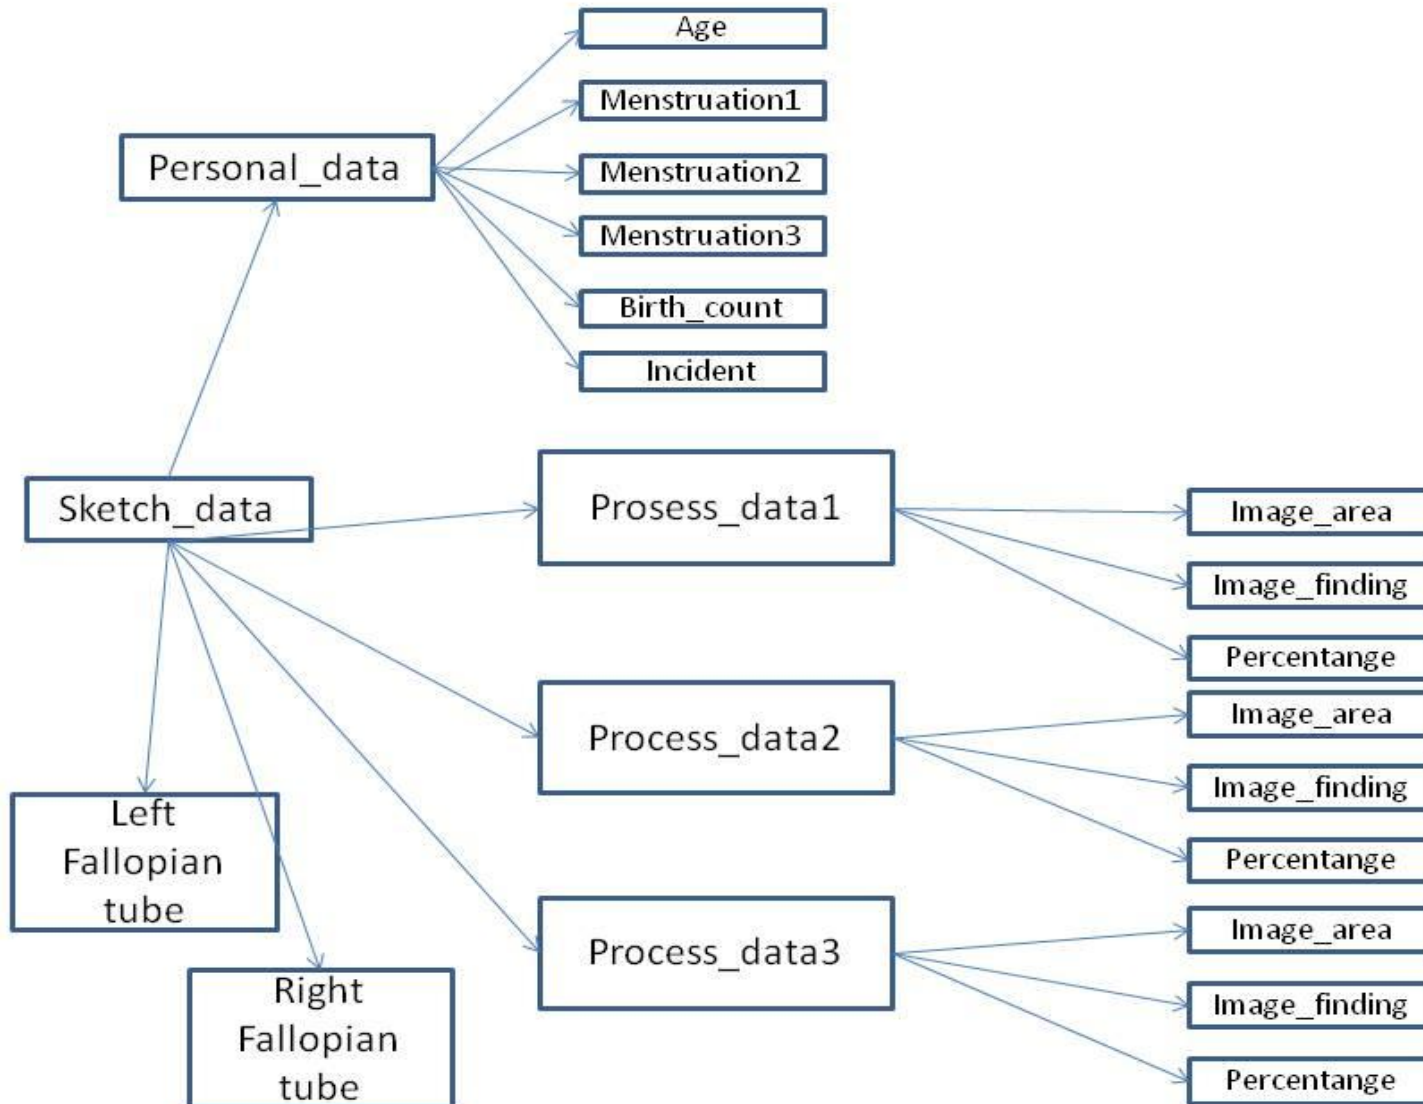 Age
Menstruation1
Personal_data
Menstruation2
Menstruation3
Birth_count
Incident
Sketch_data
Prosess_data1
Image_area
Image_finding
Percentange
Process_data2
Image_area
Image_finding
Percentange
Left
Fallopian
tube
Process_data3
Image_area
Image_finding
Percentange
Right
Fallopian
tube